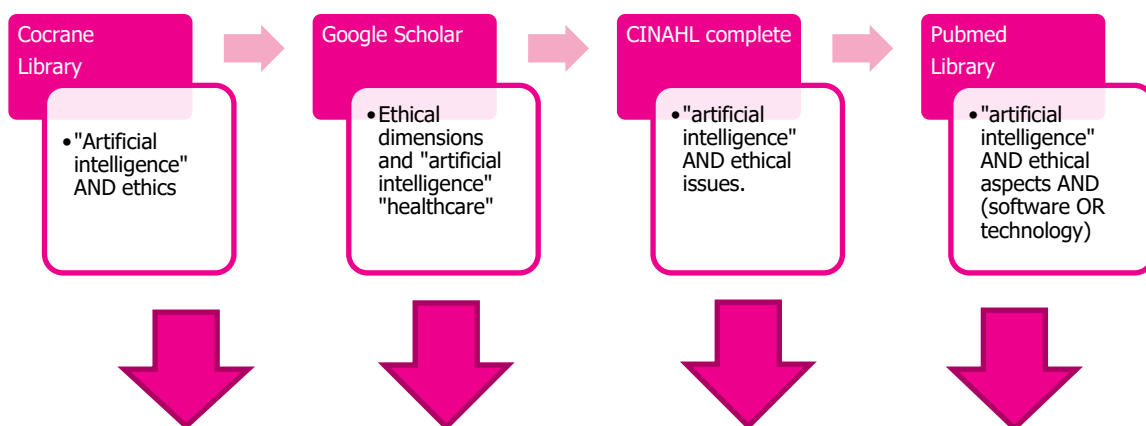 Cocrane
Library
•"Artificial
intelligence"
AND ethics
Google Scholar
•Ethical
dimensions
and "artificial
intelligence"
"healthcare"
CINAHL complete
•"artificial
intelligence"
AND ethical
issues.
Pubmed
Library
•"artificial
intelligence"
AND ethical
aspects AND
(software OR
technology)